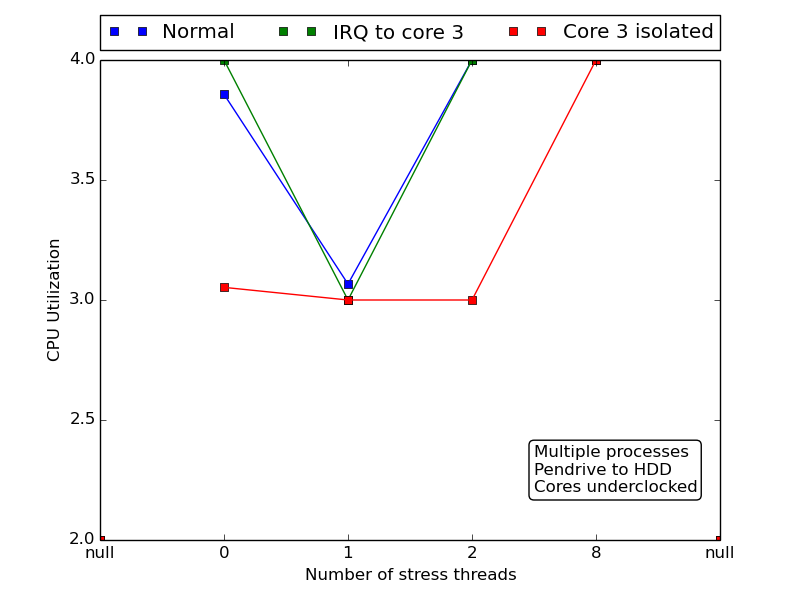 Normal IRQ to core 3 Core 3 isolated
4.0
3.5
3.0
2.5
2.0
CPU Utilization
Multiple processes
Pendrive to HDD
Cores underclocked
null 0 1 2 8 null
Number of stress threads